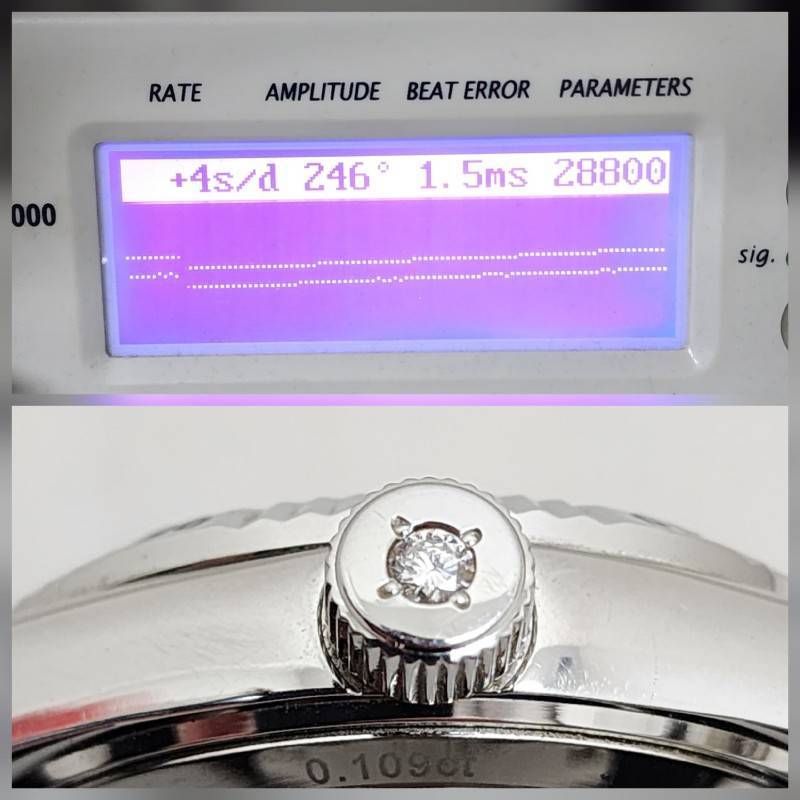 RATE AMPLITUDE BEAT ERROR PARAMETERS
+4s/d 246° 1.5ms 28800
000
sig.
0.109ct